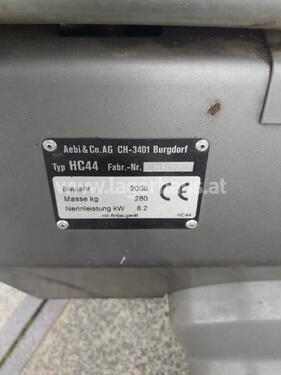 Aebi & Co. AG CH-3401 Burgdorf
Typ HC44 Fabr.-Nr.
Baujahr 2006
Masse kg 280
Nennleistung kW 8.2
CE
mit Anbaugerät HC44